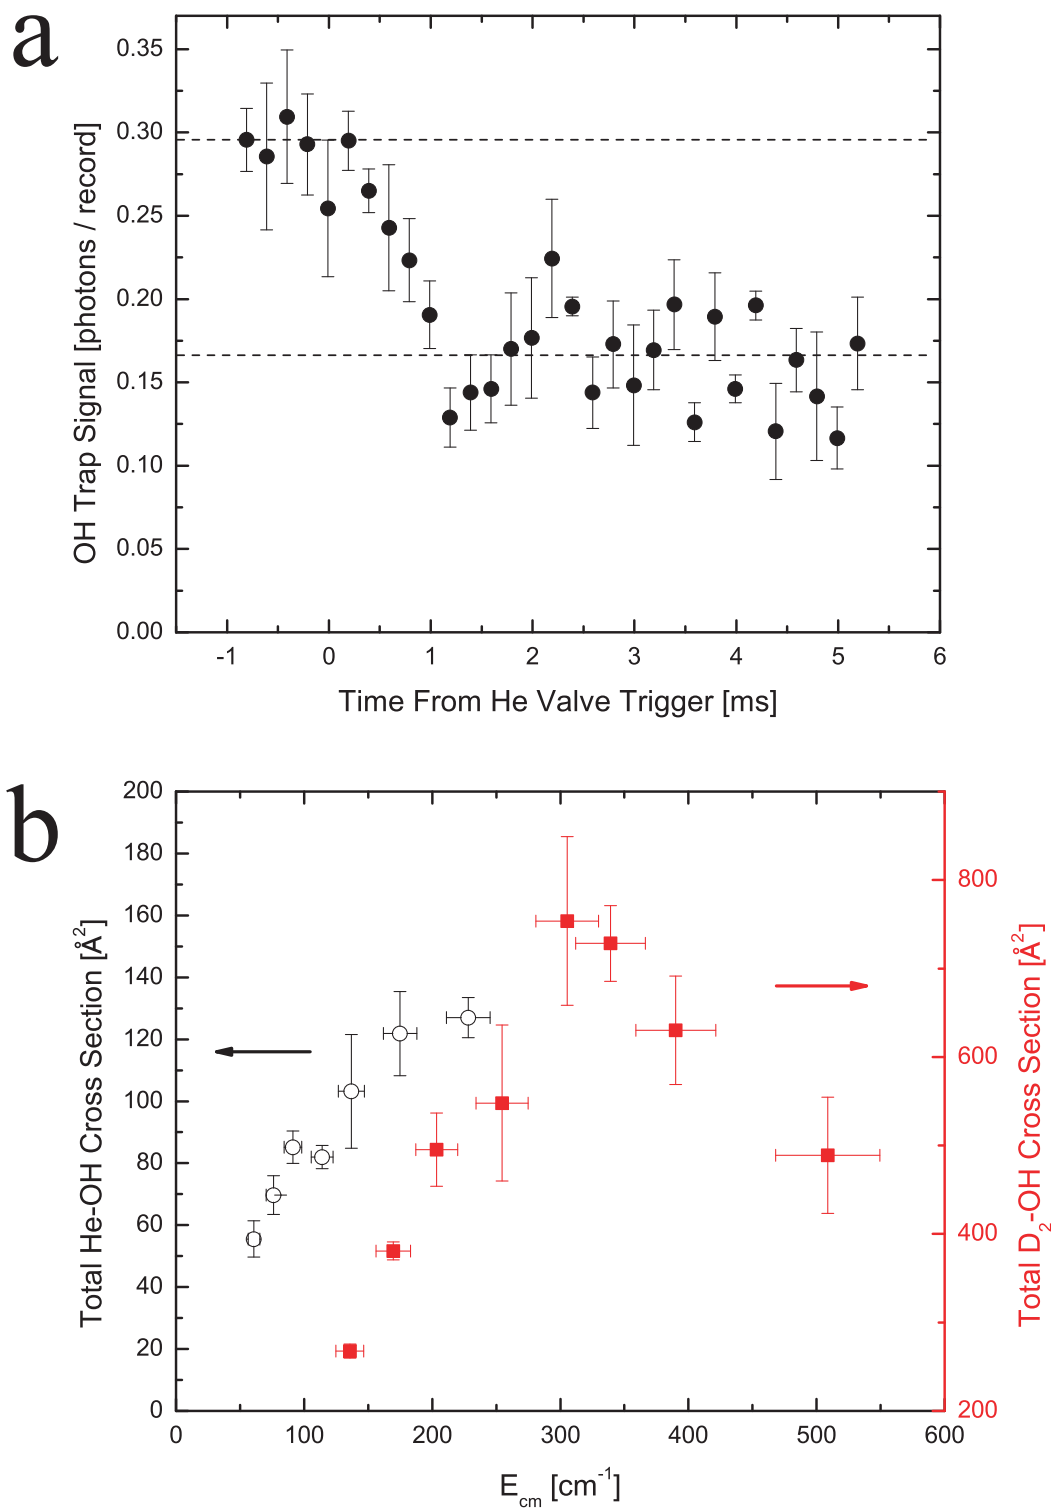 a
0.35
0.30
0.25
0.20
0.15
0.10
0.05
0.00
OH Trap Signal [photons / record]
-1 0 1 2 3 4 5 6
Time From He Valve Trigger [ms]
b
200
180
160
140
120
100
80
60
40
20
0
Total He-OH Cross Section [Å²]
800
600
400
200
Total D₂-OH Cross Section [Å²]
0 100 200 300 400 500 600
E_cm [cm⁻¹]